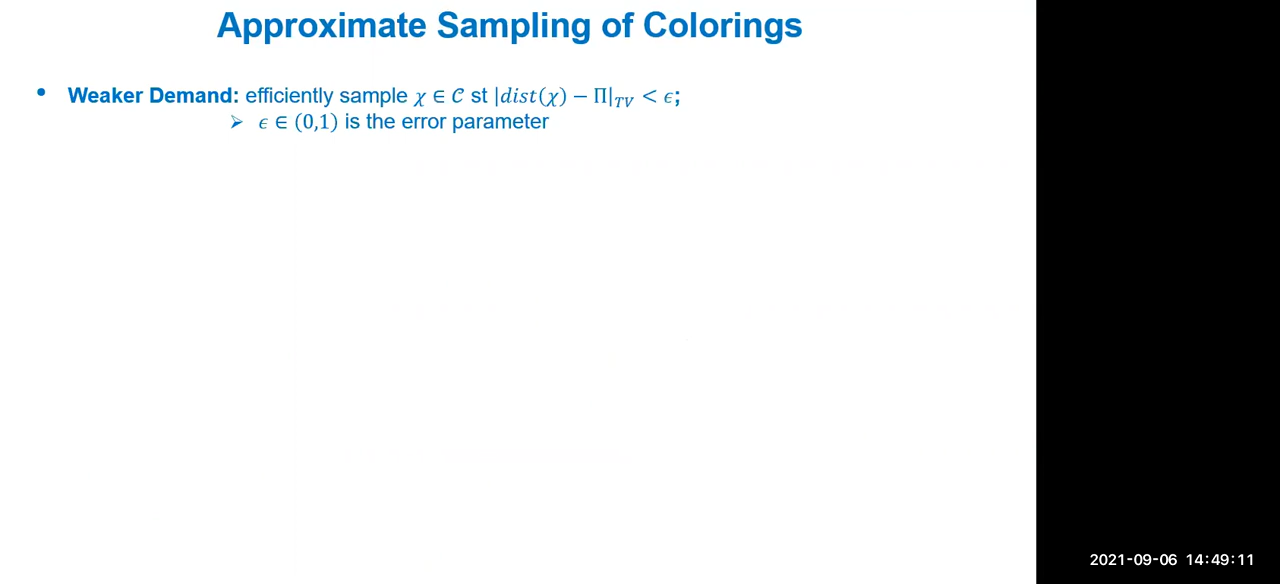 Approximate Sampling of Colorings
• Weaker Demand: efficiently sample χ ∈ 𝒞 st |dist(χ) − Π|_TV < ϵ;
➢ ϵ ∈ (0,1) is the error parameter
2021-09-06 14:49:11